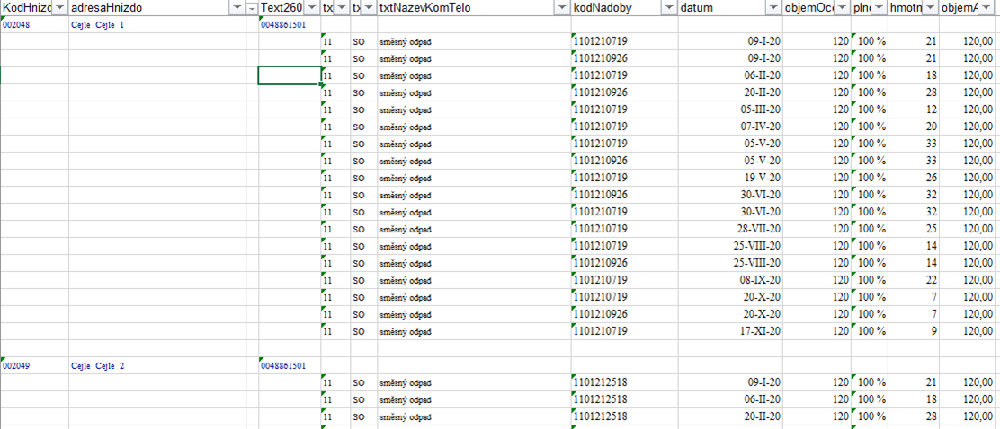 KodHnízdo adresaHnizdo Text260 tx tx txtNazevKomTelo kodNadoby datum objemOc plno hmotn objemA
002048 Cejle Cejle 1 0048861501
11 SO směsný odpad 1101210719 09-I-20 120 100 % 21 120,00
11 SO směsný odpad 1101210926 09-I-20 120 100 % 21 120,00
11 SO směsný odpad 1101210719 06-II-20 120 100 % 18 120,00
11 SO směsný odpad 1101210926 20-II-20 120 100 % 28 120,00
11 SO směsný odpad 1101210719 05-III-20 120 100 % 12 120,00
11 SO směsný odpad 1101210719 07-IV-20 120 100 % 20 120,00
11 SO směsný odpad 1101210719 05-V-20 120 100 % 33 120,00
11 SO směsný odpad 1101210926 05-V-20 120 100 % 33 120,00
11 SO směsný odpad 1101210719 19-V-20 120 100 % 26 120,00
11 SO směsný odpad 1101210926 30-VI-20 120 100 % 32 120,00
11 SO směsný odpad 1101210719 30-VI-20 120 100 % 32 120,00
11 SO směsný odpad 1101210719 28-VII-20 120 100 % 25 120,00
11 SO směsný odpad 1101210719 25-VIII-20 120 100 % 14 120,00
11 SO směsný odpad 1101210926 25-VIII-20 120 100 % 14 120,00
11 SO směsný odpad 1101210719 08-IX-20 120 100 % 22 120,00
11 SO směsný odpad 1101210719 20-X-20 120 100 % 7 120,00
11 SO směsný odpad 1101210926 20-X-20 120 100 % 7 120,00
11 SO směsný odpad 1101210719 17-XI-20 120 100 % 9 120,00
002049 Cejle Cejle 2 0048861501
11 SO směsný odpad 1101212518 09-I-20 120 100 % 21 120,00
11 SO směsný odpad 1101212518 06-II-20 120 100 % 18 120,00
11 SO směsný odpad 1101212518 20-II-20 120 100 % 28 120,00